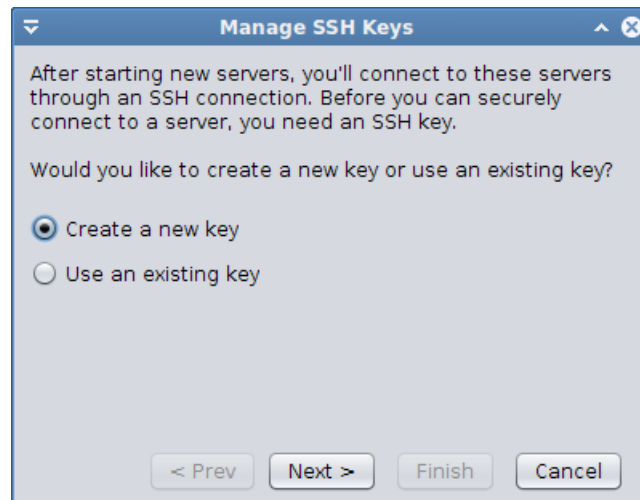 Manage SSH Keys
After starting new servers, you'll connect to these servers
through an SSH connection. Before you can securely
connect to a server, you need an SSH key.
Would you like to create a new key or use an existing key?
Create a new key
Use an existing key
< Prev Next > Finish Cancel